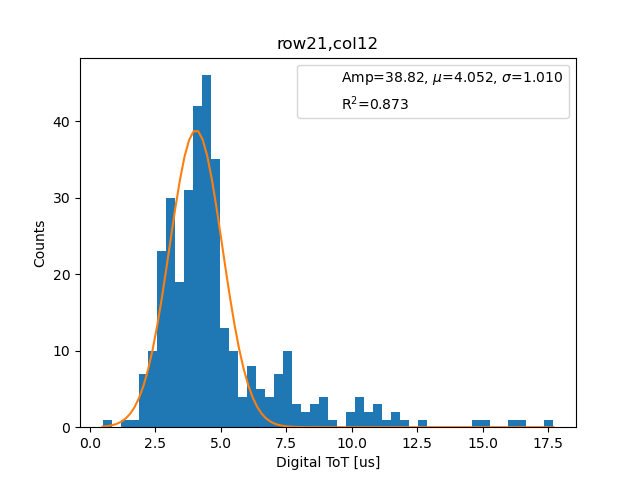 row21,col12
Amp=38.82, μ=4.052, σ=1.010
R²=0.873
Counts
40
30
20
10
0
0.0 2.5 5.0 7.5 10.0 12.5 15.0 17.5
Digital ToT [us]